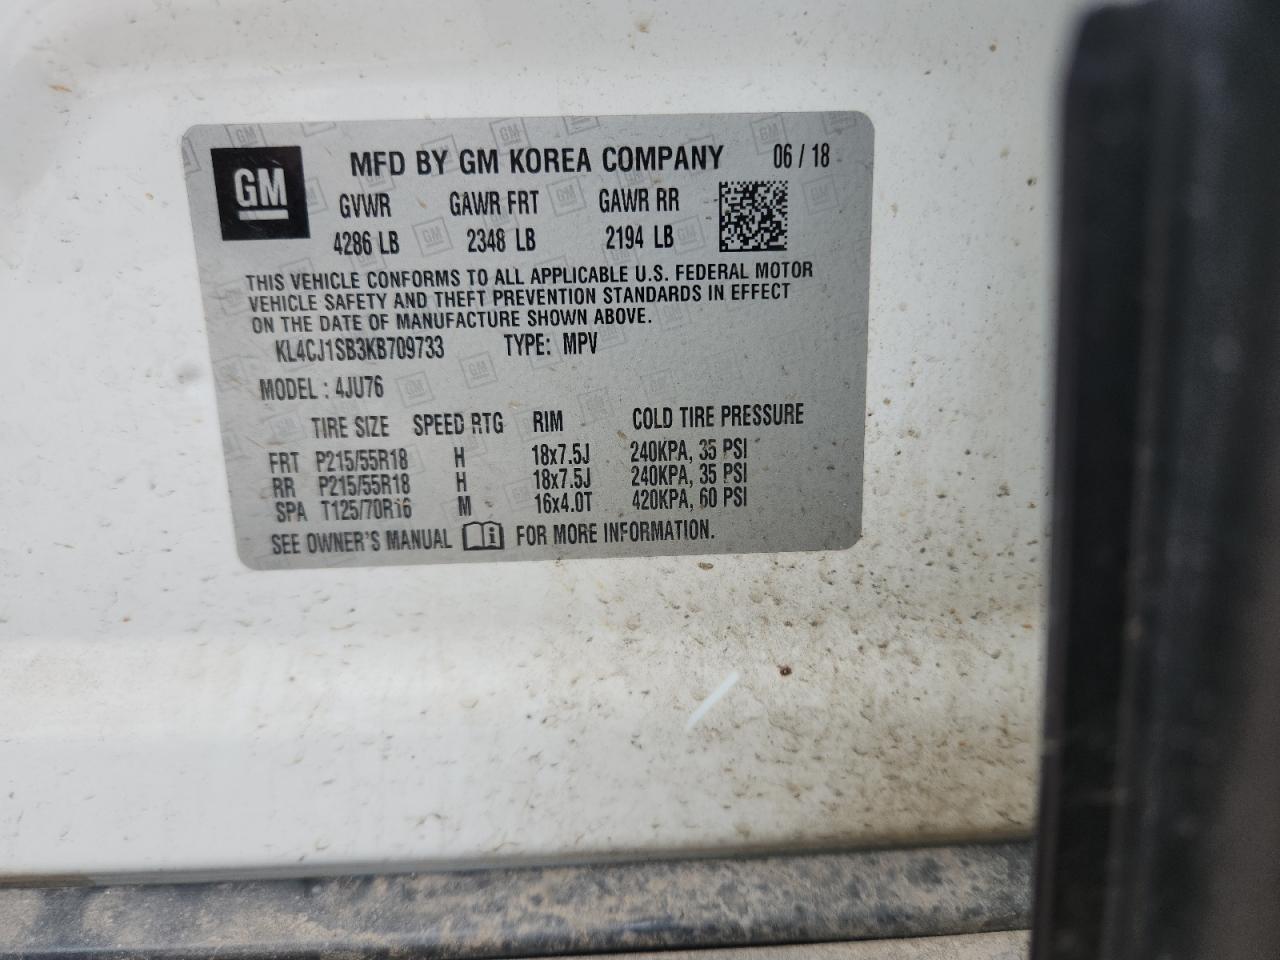 GM
MFD BY GM KOREA COMPANY 06 / 18
GVWR GAWR FRT GAWR RR
4286 LB 2348 LB 2194 LB
THIS VEHICLE CONFORMS TO ALL APPLICABLE U.S. FEDERAL MOTOR
VEHICLE SAFETY AND THEFT PREVENTION STANDARDS IN EFFECT
ON THE DATE OF MANUFACTURE SHOWN ABOVE.
KL4CJ1SB3KB709733 TYPE: MPV
MODEL : 4JU76
TIRE SIZE SPEED RTG RIM COLD TIRE PRESSURE
FRT P215/55R18 H 18x7.5J 240KPA, 35 PSI
RR P215/55R18 H 18x7.5J 240KPA, 35 PSI
SPA T125/70R16 M 16x4.0T 420KPA, 60 PSI
SEE OWNER'S MANUAL i FOR MORE INFORMATION.